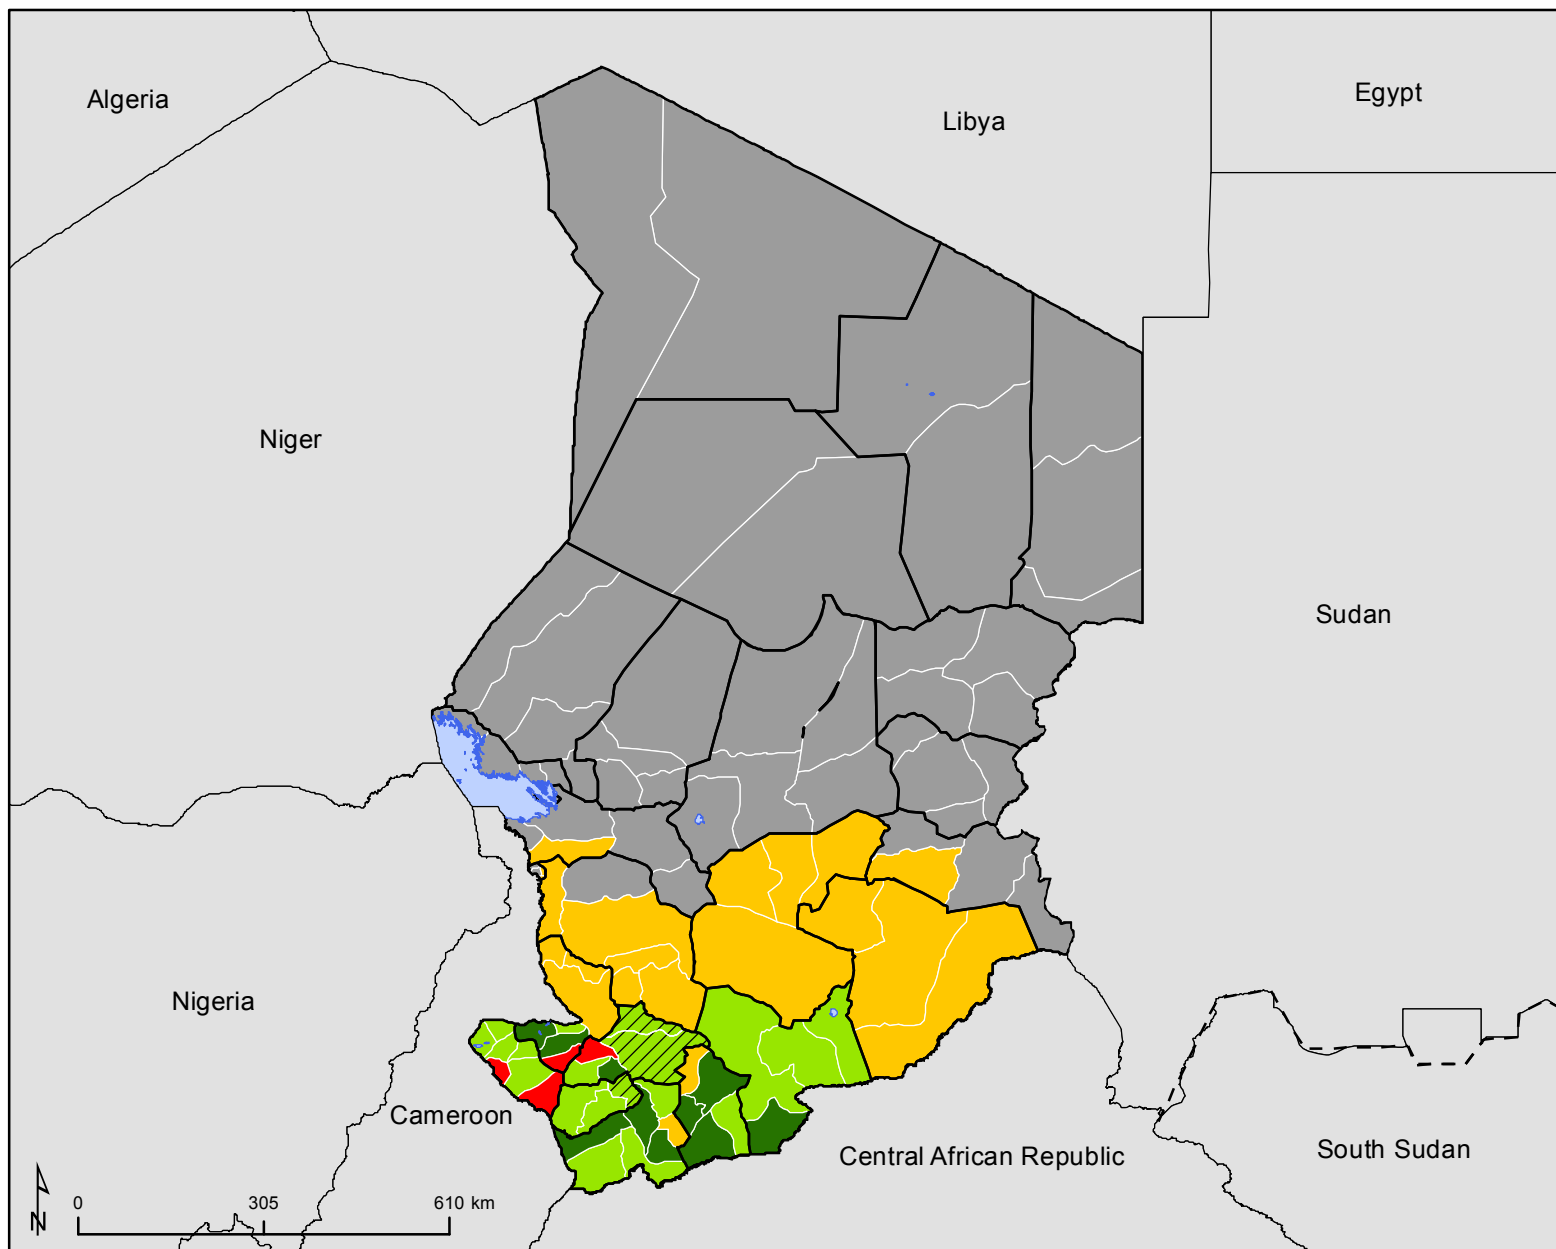 Egypt
Algeria
Libya
Niger
Sudan
Nigeria
Cameroon
Central African Republic
South Sudan
0 305 610 km
N